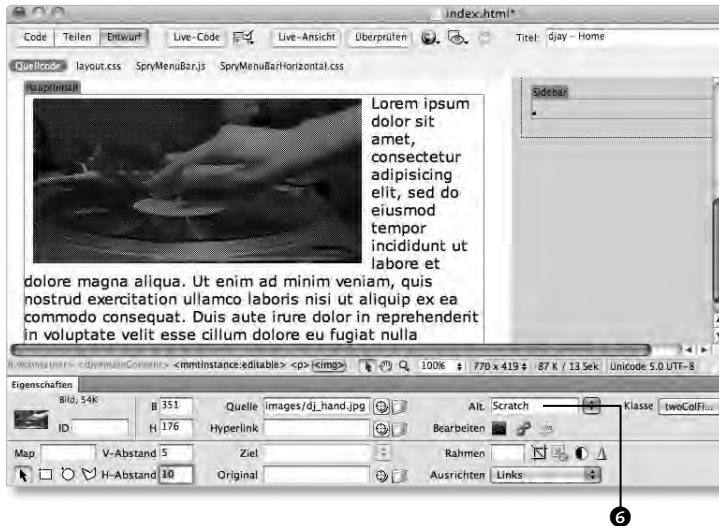 index.html*
Code Teilen Entwurf Live-Code Live-Ansicht Überprüfen Titel: djay – Home
Quellcode layout.css SpryMenuBar.js SpryMenuBarHorizontal.css
Hauptinhalt
Sidebar
Lorem ipsum
dolor sit
amet,
consectetur
adipisicing
elit, sed do
eiusmod
tempor
incididunt ut
labore et
dolore magna aliqua. Ut enim ad minim veniam, quis
nostrud exercitation ullamco laboris nisi ut aliquip ex ea
commodo consequat. Duis aute irure dolor in reprehenderit
in voluptate velit esse cillum dolore eu fugiat nulla
<mmtinstance:editable> <p> <img> 100% 770 x 419 87 K / 13 Sek Unicode 5.0 UTF-8
Eigenschaften
Bild, 54K B 351 Quelle images/dj_hand.jpg Alt. Scratch Klasse twoColFi...
ID H 176 Hyperlink Bearbeiten
Map V-Abstand 5 Ziel Rahmen
H-Abstand 10 Original Ausrichten Links
6